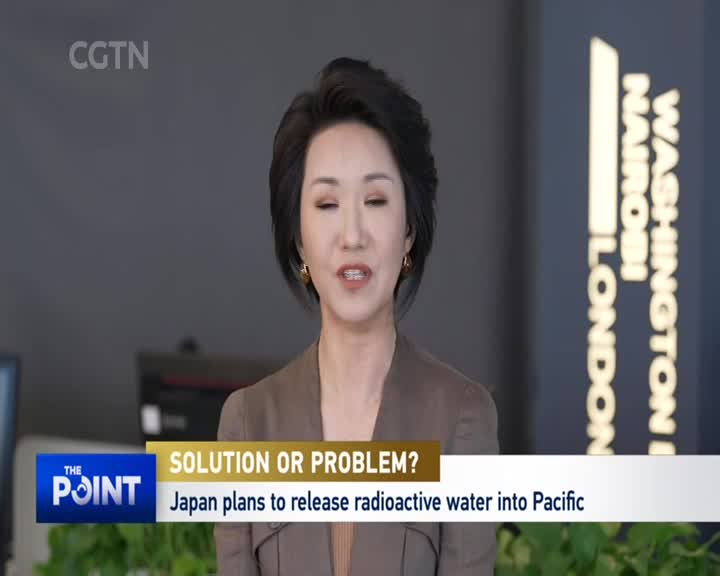 CGTN
WASHINGTON
NAIROBI
LONDON
SOLUTION OR PROBLEM?
THE
POINT
Japan plans to release radioactive water into Pacific